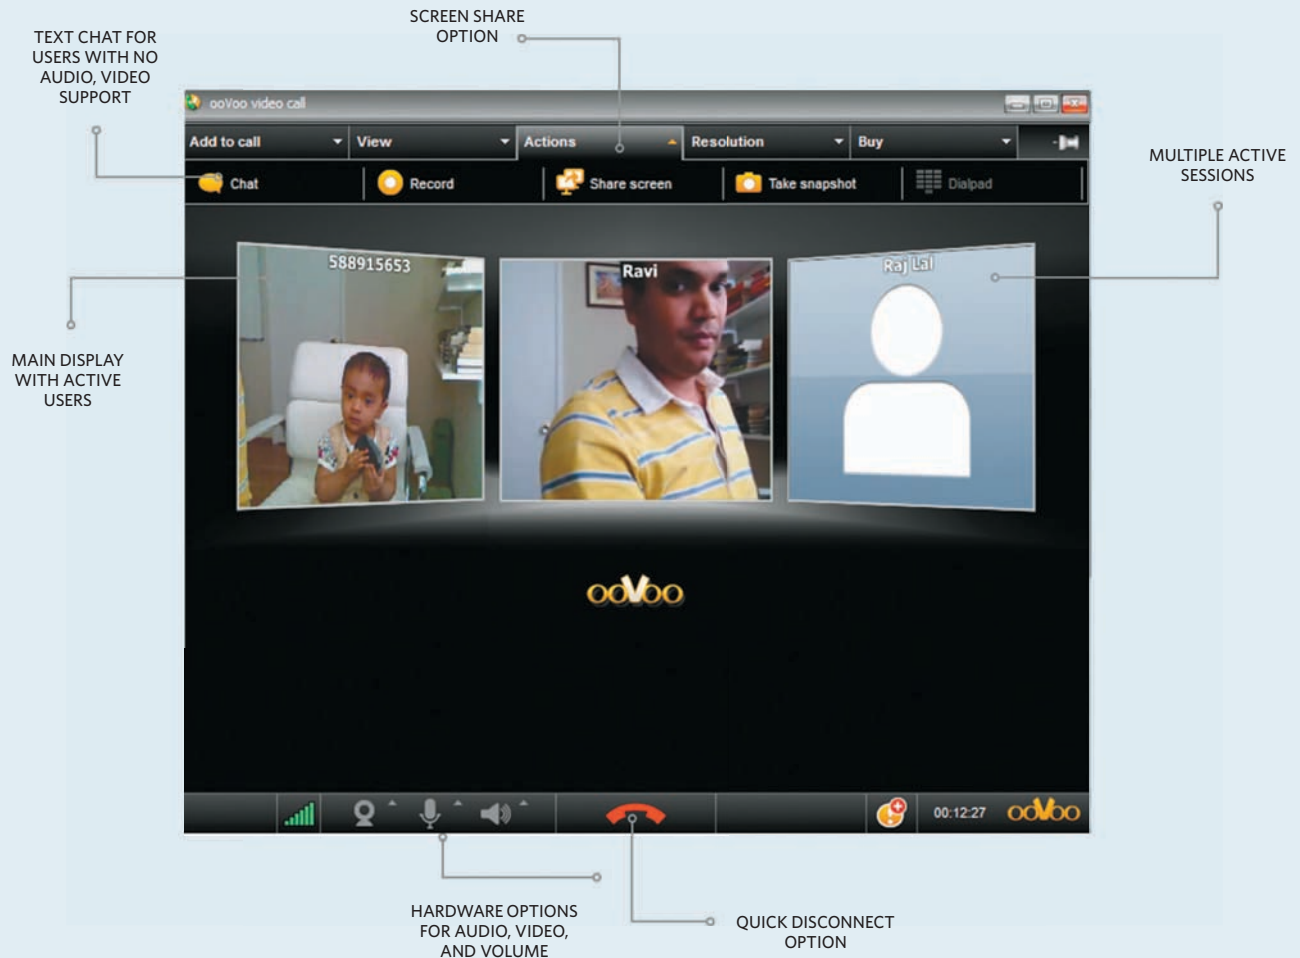 SCREEN SHARE
OPTION
TEXT CHAT FOR
USERS WITH NO
AUDIO, VIDEO
SUPPORT
ooVoo video call
Add to call
View
Actions
Resolution
Buy
Chat
Record
Share screen
Take snapshot
Dialpad
MULTIPLE ACTIVE
SESSIONS
588915653
Ravi
Raj Lal
MAIN DISPLAY
WITH ACTIVE
USERS
ooVoo
00:12:27
ooVoo
HARDWARE OPTIONS
FOR AUDIO, VIDEO,
AND VOLUME
QUICK DISCONNECT
OPTION